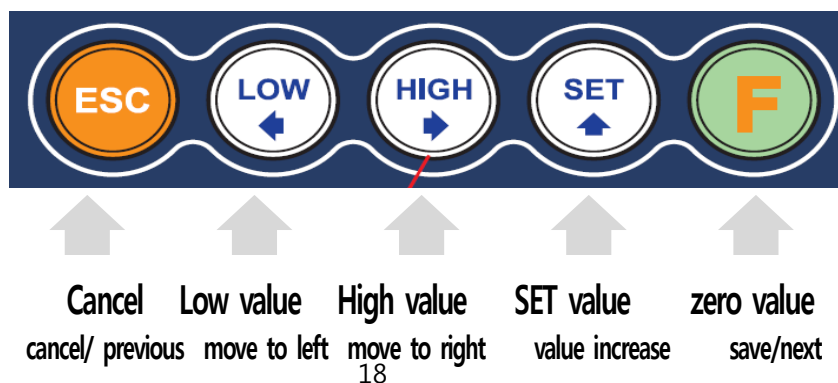 ESC LOW HIGH SET F
Cancel Low value High value SET value zero value
cancel/ previous move to left move to right value increase save/next
18